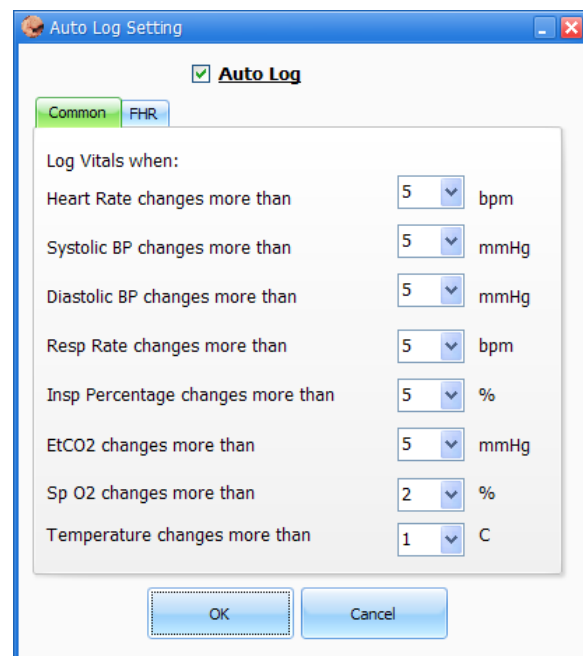 Auto Log Setting
Auto Log
Common FHR
Log Vitals when:
Heart Rate changes more than 5 bpm
Systolic BP changes more than 5 mmHg
Diastolic BP changes more than 5 mmHg
Resp Rate changes more than 5 bpm
Insp Percentage changes more than 5 %
EtCO2 changes more than 5 mmHg
Sp O2 changes more than 2 %
Temperature changes more than 1 C
OK Cancel